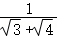 1
√3 + √4